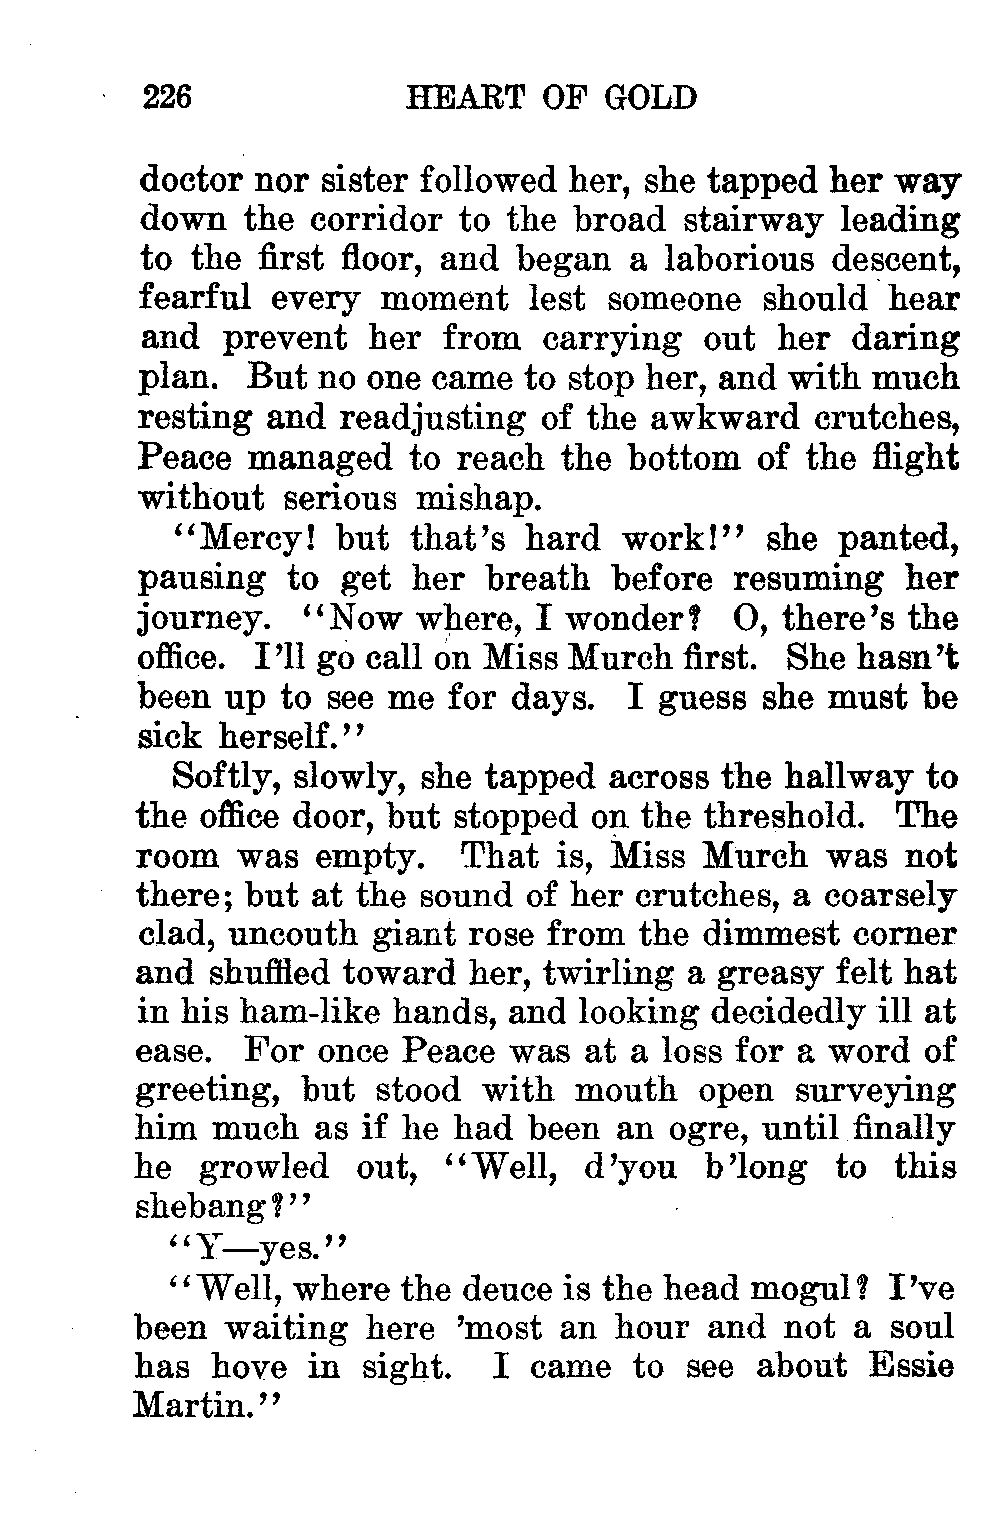 226 HEART OF GOLD
doctor nor sister followed her, she tapped her way
down the corridor to the broad stairway leading
to the first floor, and began a laborious descent,
fearful every moment lest someone should hear
and prevent her from carrying out her daring
plan. But no one came to stop her, and with much
resting and readjusting of the awkward crutches,
Peace managed to reach the bottom of the flight
without serious mishap.
"Mercy! but that's hard work!" she panted,
pausing to get her breath before resuming her
journey. "Now where, I wonder? O, there's the
office. I'll go call on Miss Murch first. She hasn't
been up to see me for days. I guess she must be
sick herself."
Softly, slowly, she tapped across the hallway to
the office door, but stopped on the threshold. The
room was empty. That is, Miss Murch was not
there; but at the sound of her crutches, a coarsely
clad, uncouth giant rose from the dimmest corner
and shuffled toward her, twirling a greasy felt hat
in his ham-like hands, and looking decidedly ill at
ease. For once Peace was at a loss for a word of
greeting, but stood with mouth open surveying
him much as if he had been an ogre, until finally
he growled out, "Well, d'you b'long to this
shebang?"
"Y—yes."
"Well, where the deuce is the head mogul? I've
been waiting here 'most an hour and not a soul
has hove in sight. I came to see about Essie
Martin."